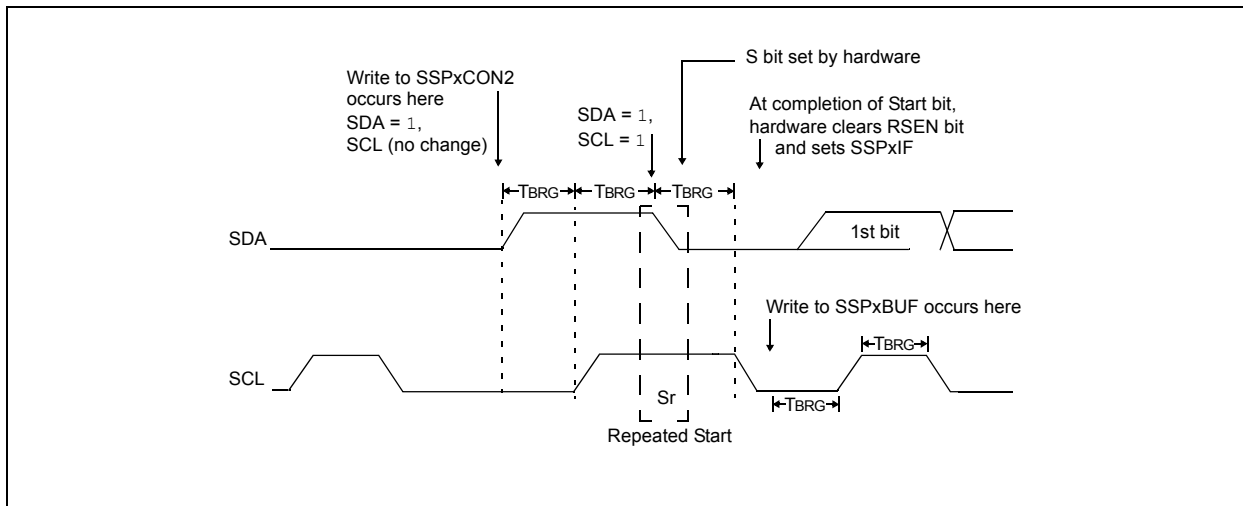 S bit set by hardware
Write to SSPxCON2
occurs here
SDA = 1,
SCL (no change)
SDA = 1,
SCL = 1
At completion of Start bit,
hardware clears RSEN bit
and sets SSPxIF
TBRG
TBRG
TBRG
SDA
1st bit
Write to SSPxBUF occurs here
TBRG
SCL
Sr
TBRG
Repeated Start